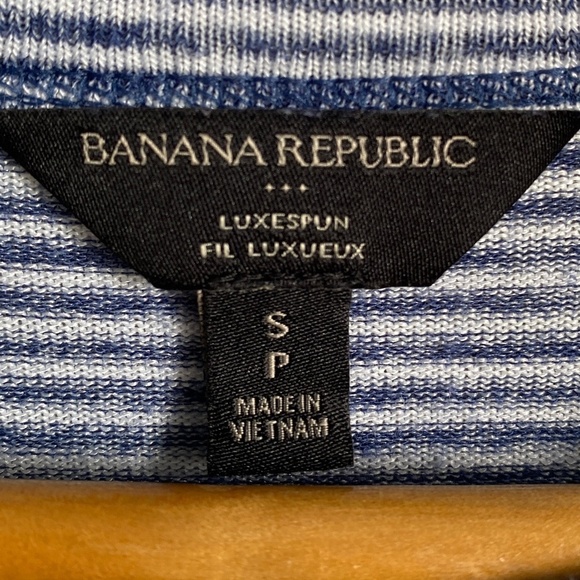 BANANA REPUBLIC
...
LUXESPUN
FIL LUXUEUX
S
P
MADE IN
VIETNAM